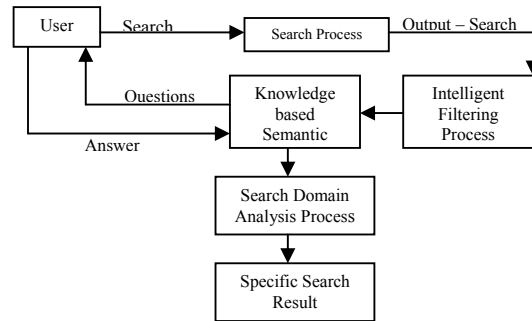 User
Search
Search Process
Output – Search
Questions
Knowledge
based
Semantic
Intelligent
Filtering
Process
Answer
Search Domain
Analysis Process
Specific Search
Result